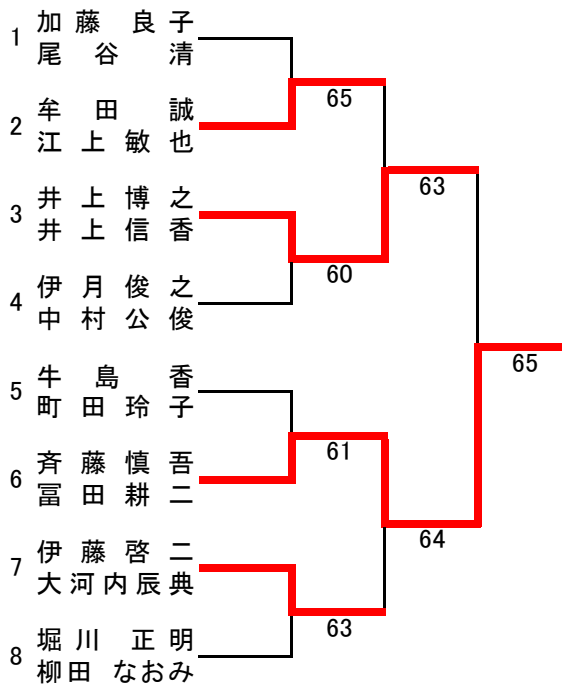 1 加藤 良子
尾谷 清
65
2 牟田 誠
江上敏也
63
3 井上博之
井上信香
60
4 伊月俊之
中村公俊
65
5 牛島 香
町田玲子
61
6 斉藤慎吾
冨田耕二
64
7 伊藤啓二
大河内辰典
63
8 堀川 正明
柳田 なおみ